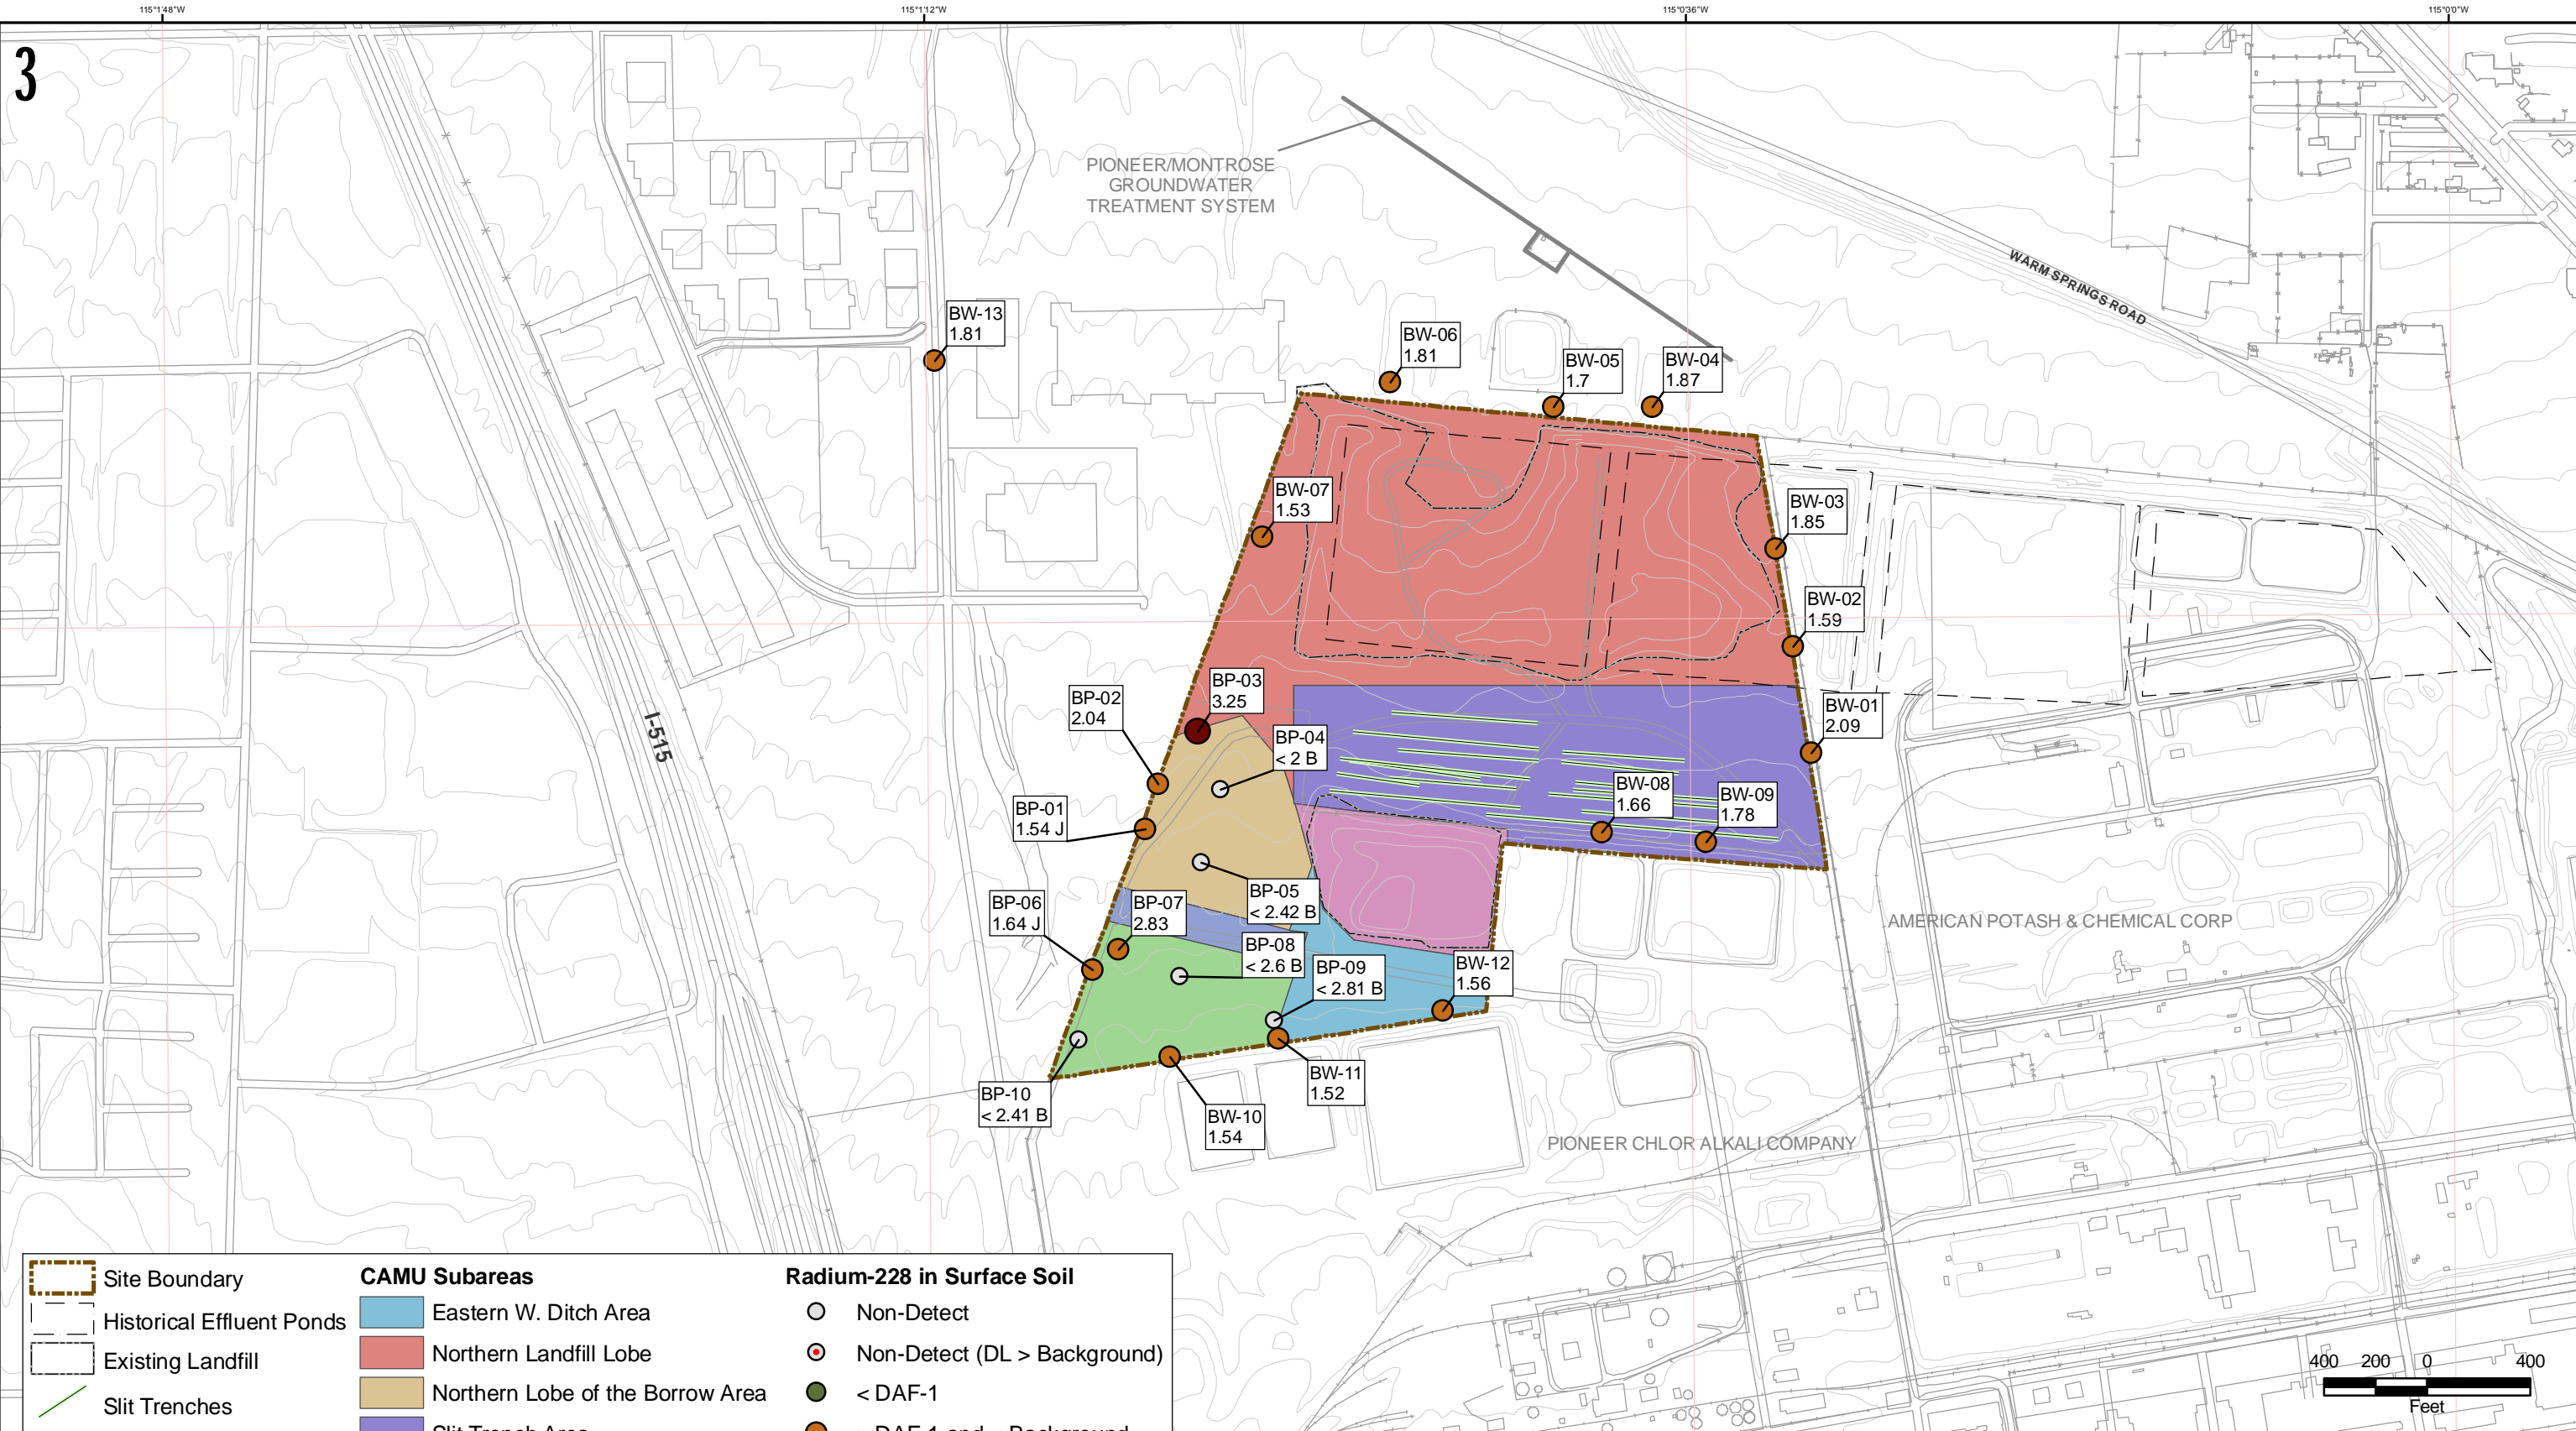 115°1'48"W
115°1'12"W
115°0'36"W
115°0'0"W
3
PIONEER/MONTROSE
GROUNDWATER
TREATMENT SYSTEM
WARM SPRINGS ROAD
BW-13
1.81
BW-06
1.81
BW-05
1.7
BW-04
1.87
BW-07
1.53
BW-03
1.85
BW-02
1.59
BP-02
2.04
BP-03
3.25
BW-01
2.09
I-515
BP-04
< 2 B
BP-01
1.54 J
BW-08
1.66
BW-09
1.78
BP-06
1.64 J
BP-07
2.83
BP-05
< 2.42 B
AMERICAN POTASH & CHEMICAL CORP
BP-08
< 2.6 B
BP-09
< 2.81 B
BW-12
1.56
BP-10
< 2.41 B
BW-11
1.52
BW-10
1.54
PIONEER CHLOR ALKALI COMPANY
Site Boundary
Historical Effluent Ponds
Existing Landfill
Slit Trenches
CAMU Subareas
Eastern W. Ditch Area
Northern Landfill Lobe
Northern Lobe of the Borrow Area
Slit Trench Area
Radium-228 in Surface Soil
Non-Detect
Non-Detect (DL > Background)
< DAF-1
DAF-1 and Background
400 200 0 400
Feet